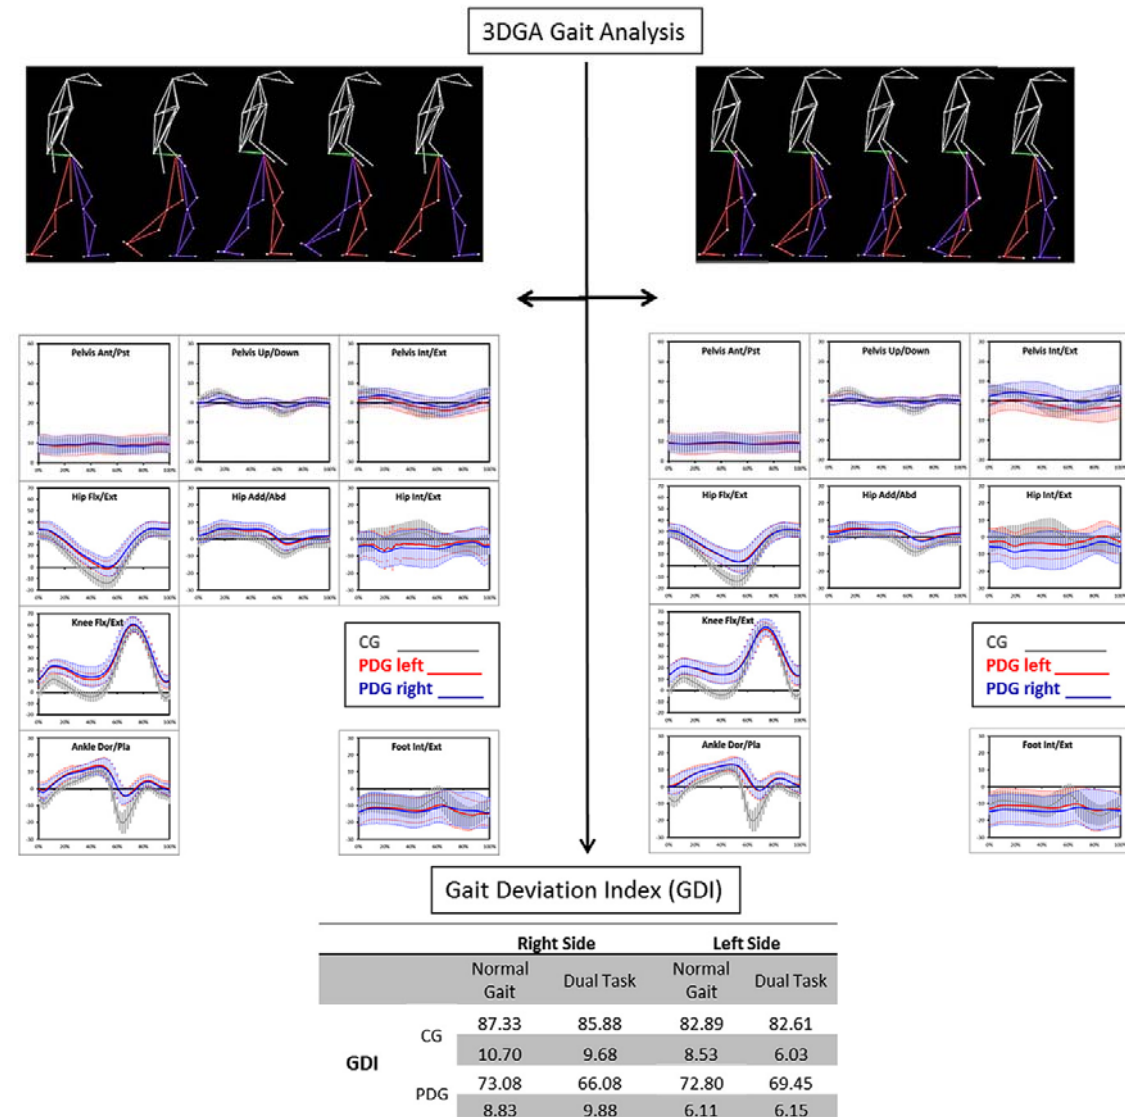 3DGA Gait Analysis
Pelvis Ant/Pst
Pelvis Up/Down
Pelvis Int/Ext
Hip Flx/Ext
Hip Add/Abd
Hip Int/Ext
Knee Flx/Ext
CG
PDG left
PDG right
Ankle Dor/Pla
Foot Int/Ext
Pelvis Ant/Pst
Pelvis Up/Down
Pelvis Int/Ext
Hip Flx/Ext
Hip Add/Abd
Hip Int/Ext
Knee Flx/Ext
CG
PDG left
PDG right
Ankle Dor/Pla
Foot Int/Ext
Gait Deviation Index (GDI)
Right Side Left Side
Normal Gait Dual Task Normal Gait Dual Task
GDI
CG
87.33 85.88 82.89 82.61
10.70 9.68 8.53 6.03
PDG
73.08 66.08 72.80 69.45
8.83 9.88 6.11 6.15